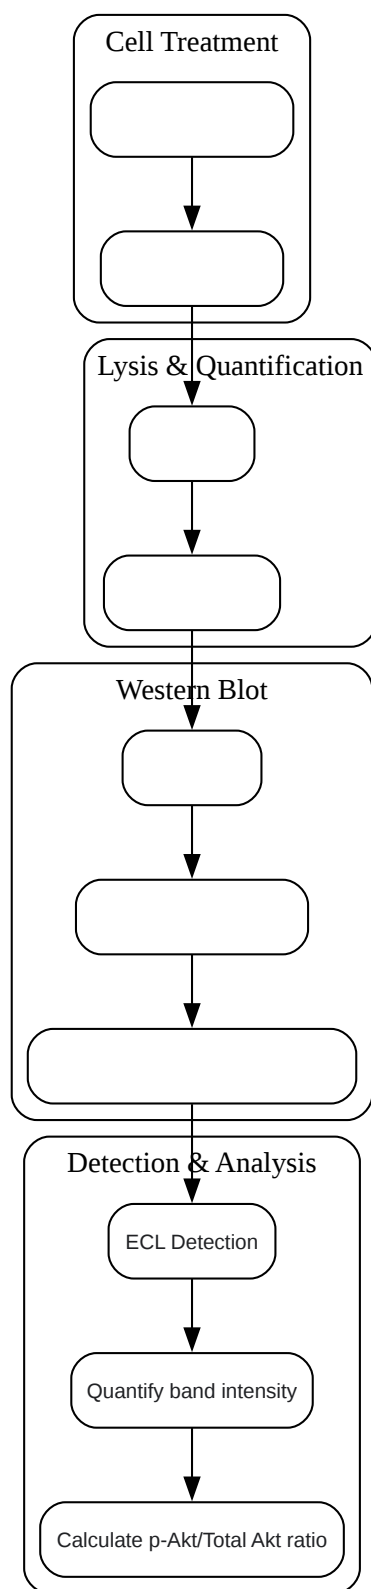 Cell Treatment
Lysis & Quantification
Western Blot
Detection & Analysis
ECL Detection
Quantify band intensity
Calculate p-Akt/Total Akt ratio